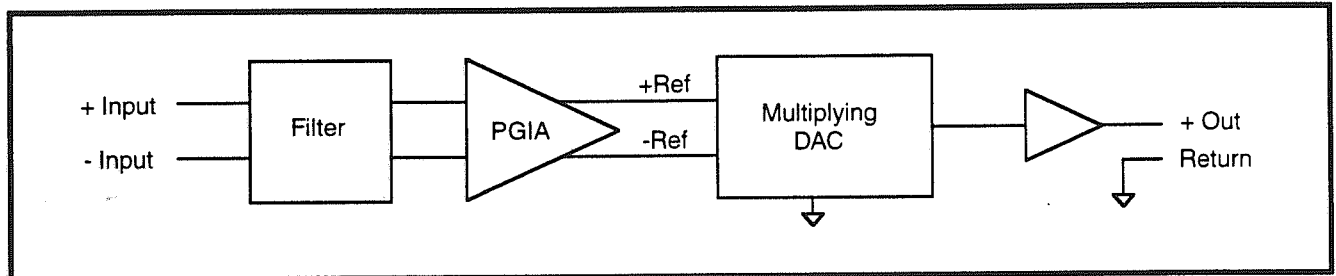 + Input
- Input
Filter
PGIA
+Ref
-Ref
Multiplying
DAC
+ Out
Return